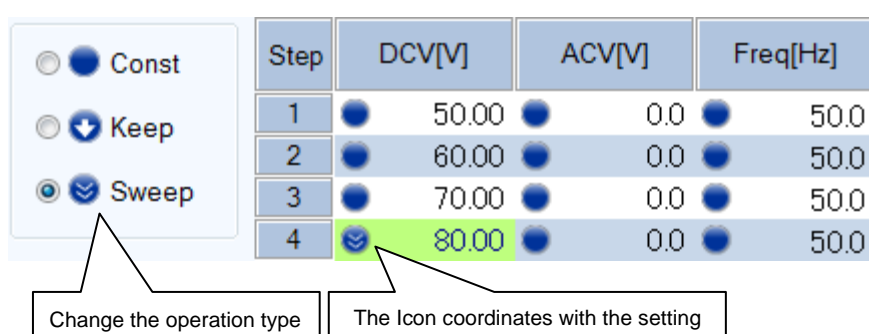 Const
Keep
Sweep
Step DCV[V] ACV[V] Freq[Hz]
1 50.00 0.0 50.0
2 60.00 0.0 50.0
3 70.00 0.0 50.0
4 80.00 0.0 50.0
Change the operation type
The Icon coordinates with the setting